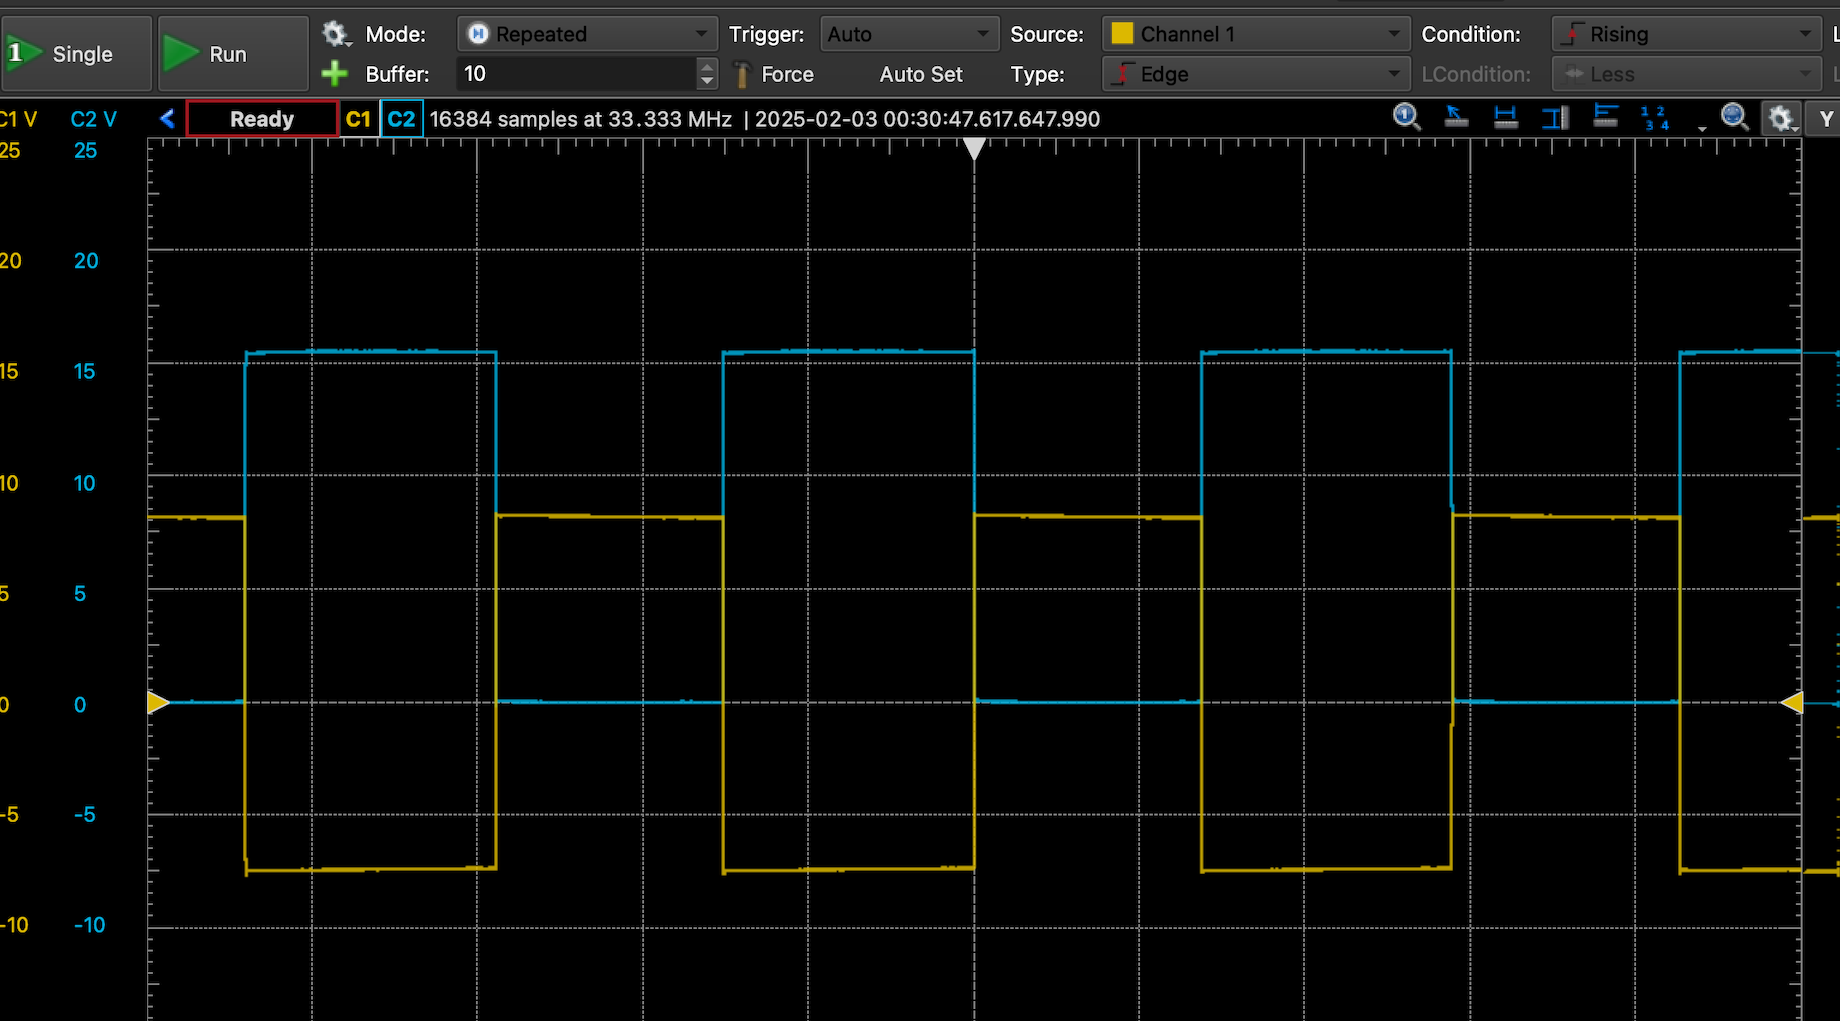 Mode: Repeated Trigger: Auto Source: Channel 1 Condition: Rising
1 Single Run
Buffer: 10 Force Auto Set Type: Edge LCondition: Less
C1 V C2 V Ready C1 C2 16384 samples at 33.333 MHz | 2025-02-03 00:30:47.617.647.990 1 1 2 3 4 Y
25 25
20 20
15 15
10 10
5 5
0 0
-5 -5
-10 -10